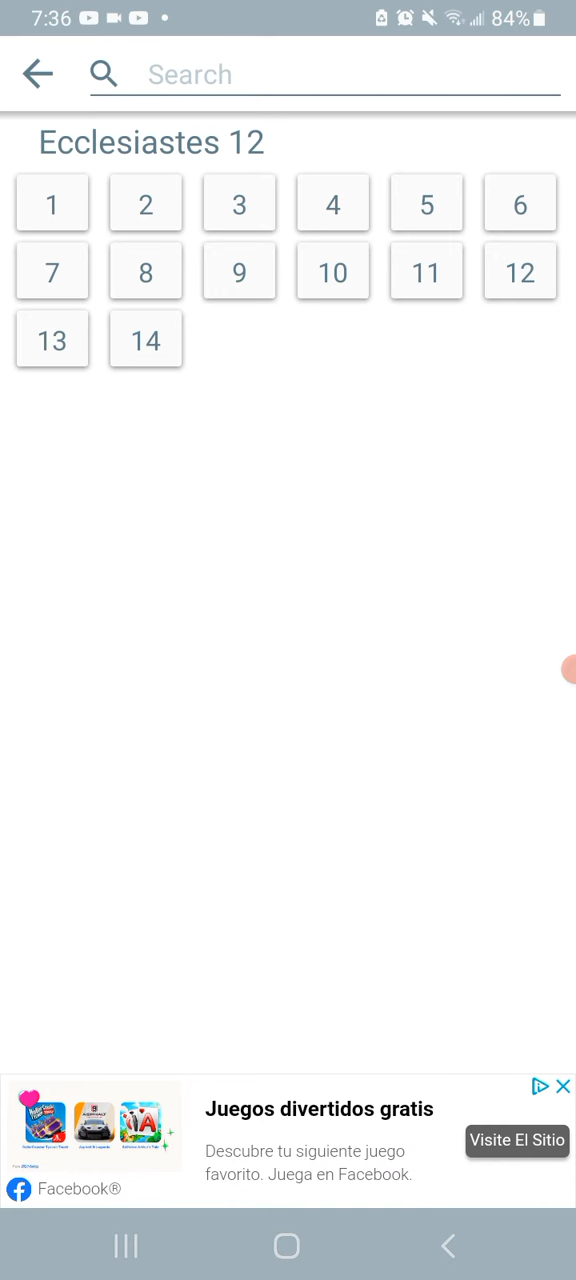 7:36 84%
Search
Ecclesiastes 12
1 2 3 4 5 6
7 8 9 10 11 12
13 14
Juegos divertidos gratis
Descubre tu siguiente juego
favorito. Juega en Facebook.
Visite El Sitio
Facebook®